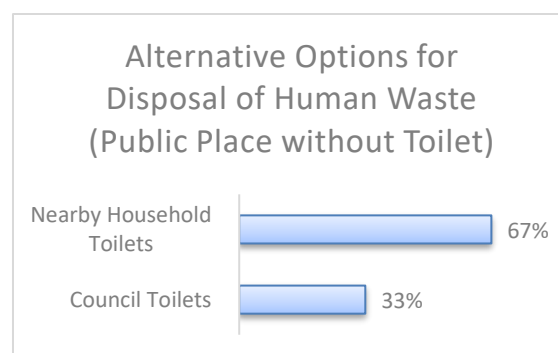 Alternative Options for
Disposal of Human Waste
(Public Place without Toilet)
Nearby Household
Toilets
67%
Council Toilets
33%